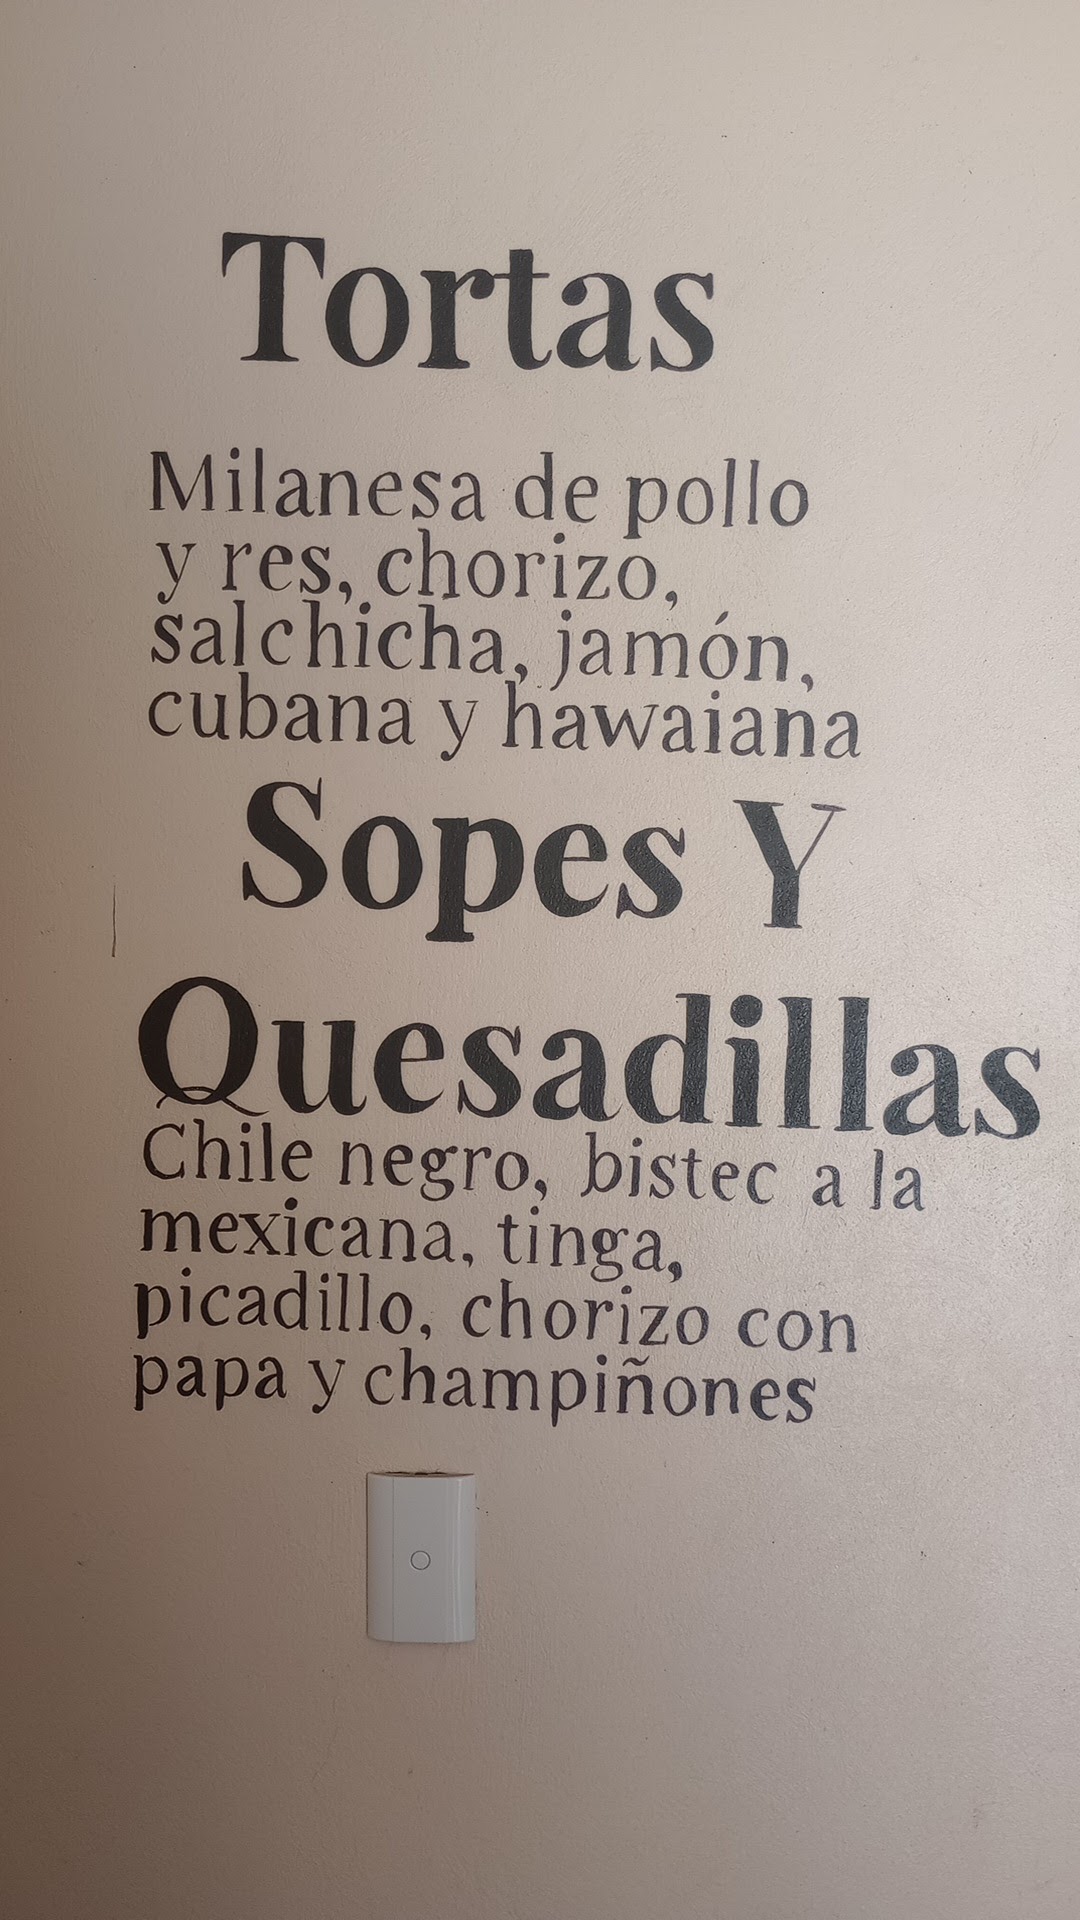 Tortas
Milanesa de pollo
y res, chorizo,
salchicha, jamón,
cubana y hawaiana
Sopes Y
Quesadillas
Chile negro, bistec a la
mexicana, tinga,
picadillo, chorizo con
papa y champiñones